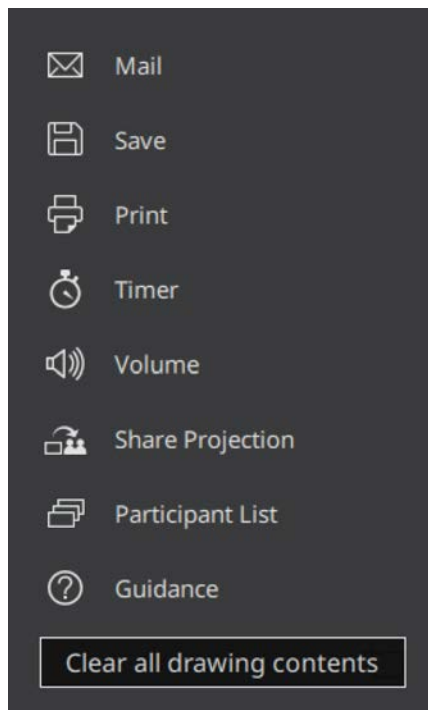 Mail
Save
Print
Timer
Volume
Share Projection
Participant List
Guidance
Clear all drawing contents